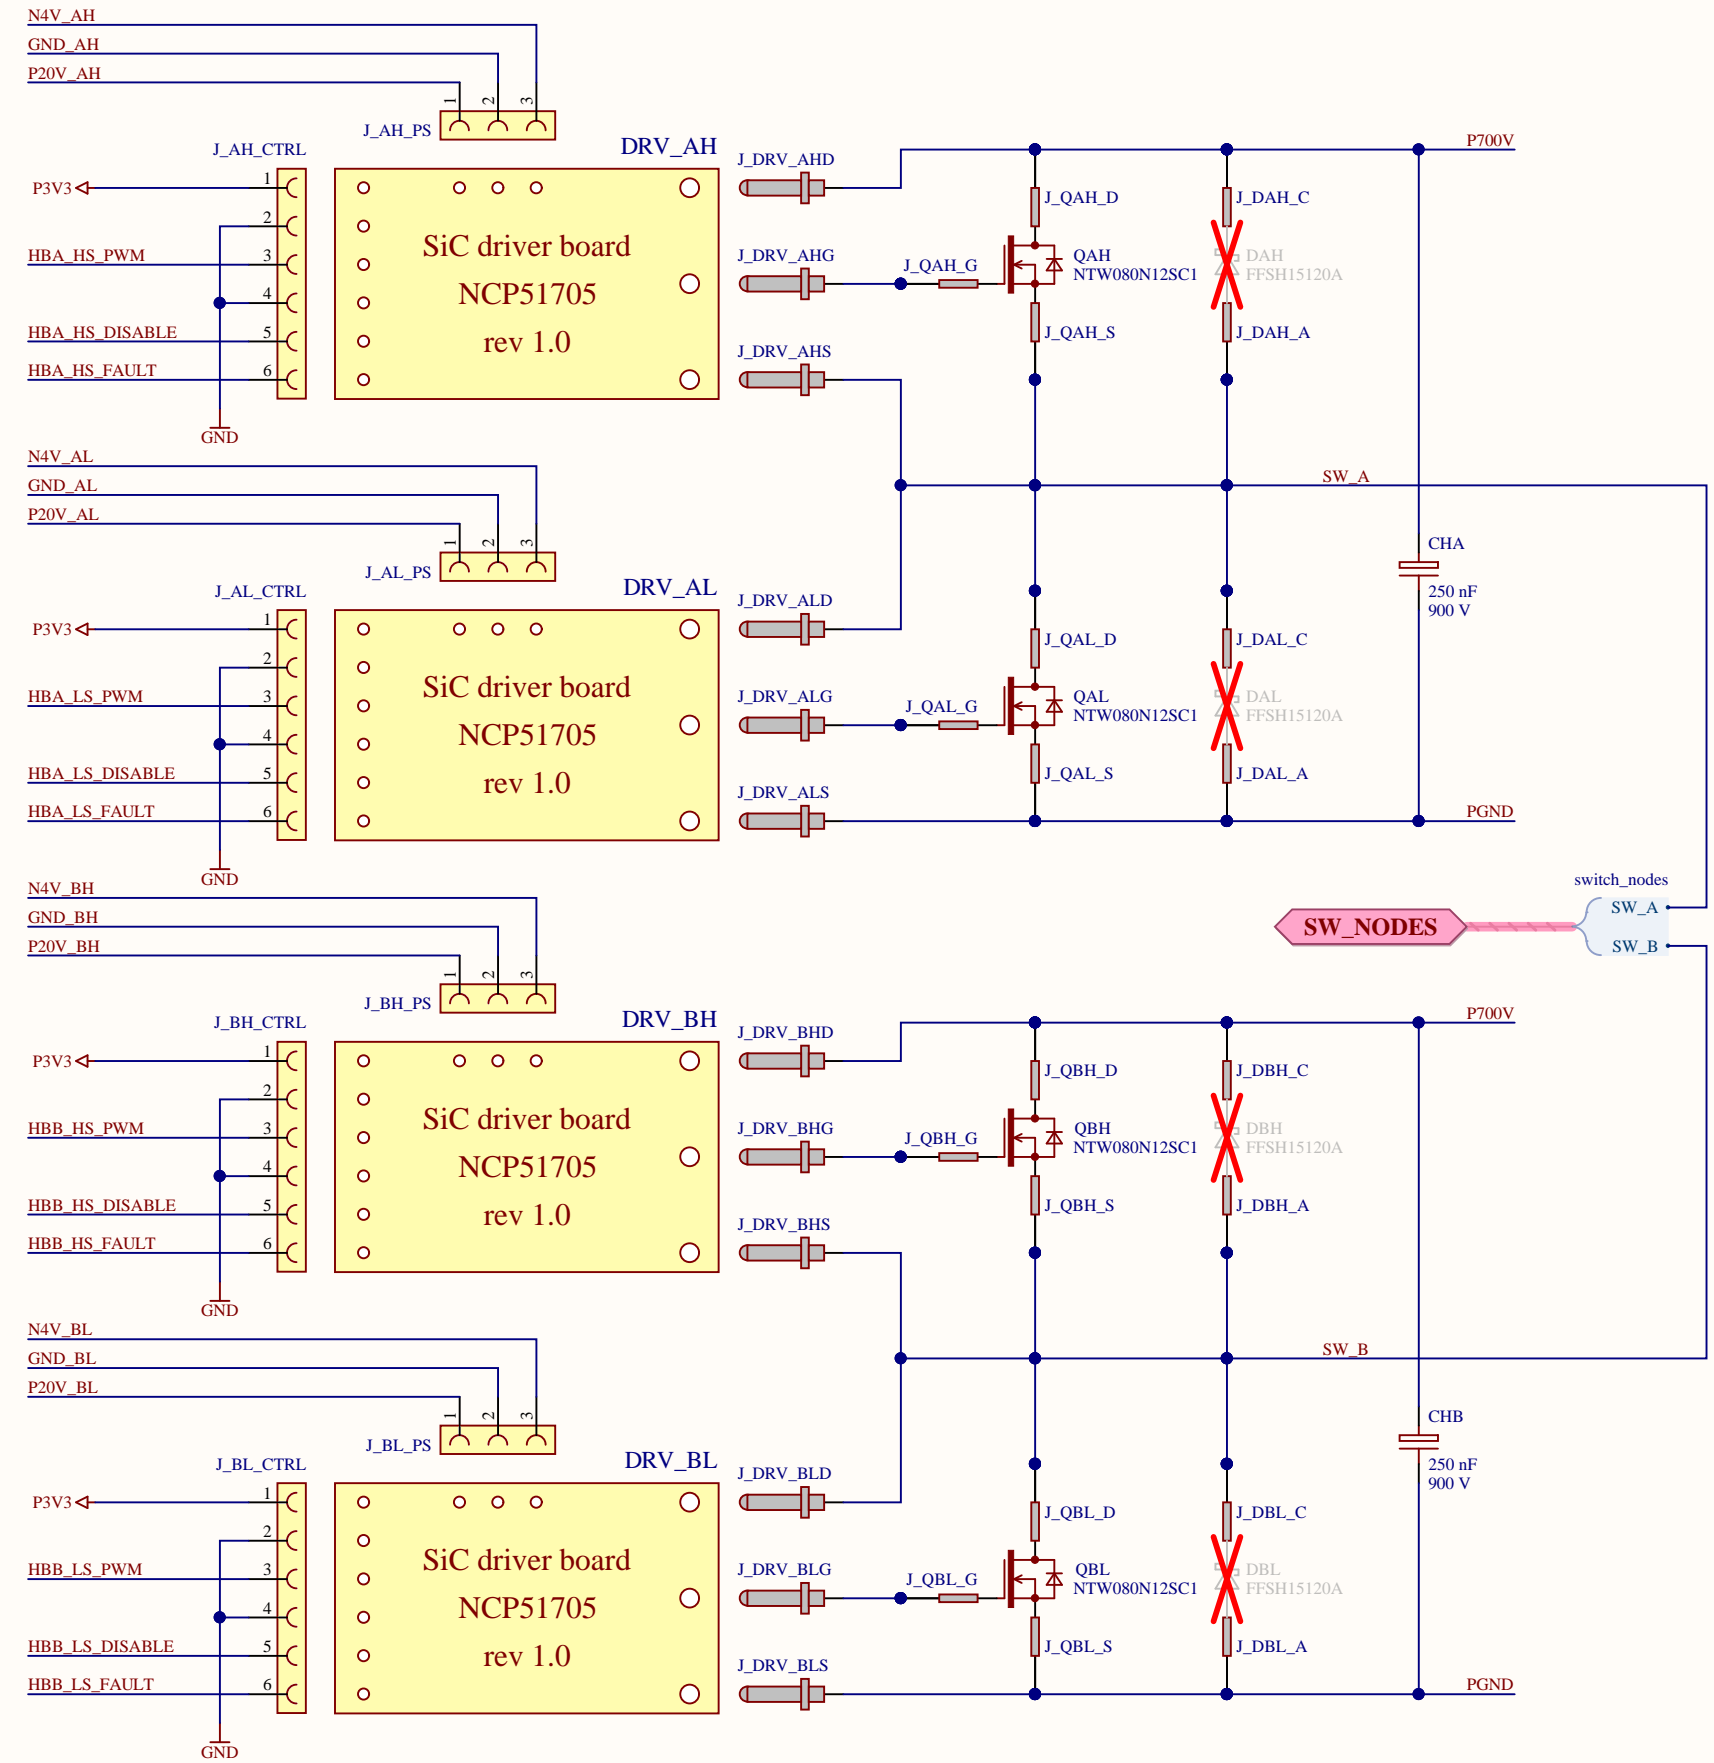 N4V_AH
GND_AH
P20V_AH
1 2 3
J_AH_PS
DRV_AH
J_AH_CTRL
P3V3
1
2
HBA_HS_PWM
3
4
HBA_HS_DISABLE
5
HBA_HS_FAULT
6
GND
SiC driver board
NCP51705
rev 1.0
J_DRV_AHD
J_DRV_AHG
J_DRV_AHS
P700V
J_QAH_D
J_QAH_G
QAH
NTW080N12SC1
J_QAH_S
J_DAH_C
DAH
FFSH15120A
J_DAH_A
SW_A
N4V_AL
GND_AL
P20V_AL
1 2 3
J_AL_PS
DRV_AL
J_AL_CTRL
P3V3
1
2
HBA_LS_PWM
3
4
HBA_LS_DISABLE
5
HBA_LS_FAULT
6
GND
SiC driver board
NCP51705
rev 1.0
J_DRV_ALD
J_DRV_ALG
J_DRV_ALS
J_QAL_D
J_QAL_G
QAL
NTW080N12SC1
J_QAL_S
J_DAL_C
DAL
FFSH15120A
J_DAL_A
CHA
250 nF
900 V
PGND
switch_nodes
SW_A
SW_NODES
SW_B
N4V_BH
GND_BH
P20V_BH
1 2 3
J_BH_PS
DRV_BH
J_BH_CTRL
P3V3
1
2
HBB_HS_PWM
3
4
HBB_HS_DISABLE
5
HBB_HS_FAULT
6
GND
SiC driver board
NCP51705
rev 1.0
J_DRV_BHD
J_DRV_BHG
J_DRV_BHS
P700V
J_QBH_D
J_QBH_G
QBH
NTW080N12SC1
J_QBH_S
J_DBH_C
DBH
FFSH15120A
J_DBH_A
SW_B
N4V_BL
GND_BL
P20V_BL
1 2 3
J_BL_PS
DRV_BL
J_BL_CTRL
P3V3
1
2
HBB_LS_PWM
3
4
HBB_LS_DISABLE
5
HBB_LS_FAULT
6
GND
SiC driver board
NCP51705
rev 1.0
J_DRV_BLD
J_DRV_BLG
J_DRV_BLS
J_QBL_D
J_QBL_G
QBL
NTW080N12SC1
J_QBL_S
J_DBL_C
DBL
FFSH15120A
J_DBL_A
CHB
250 nF
900 V
PGND